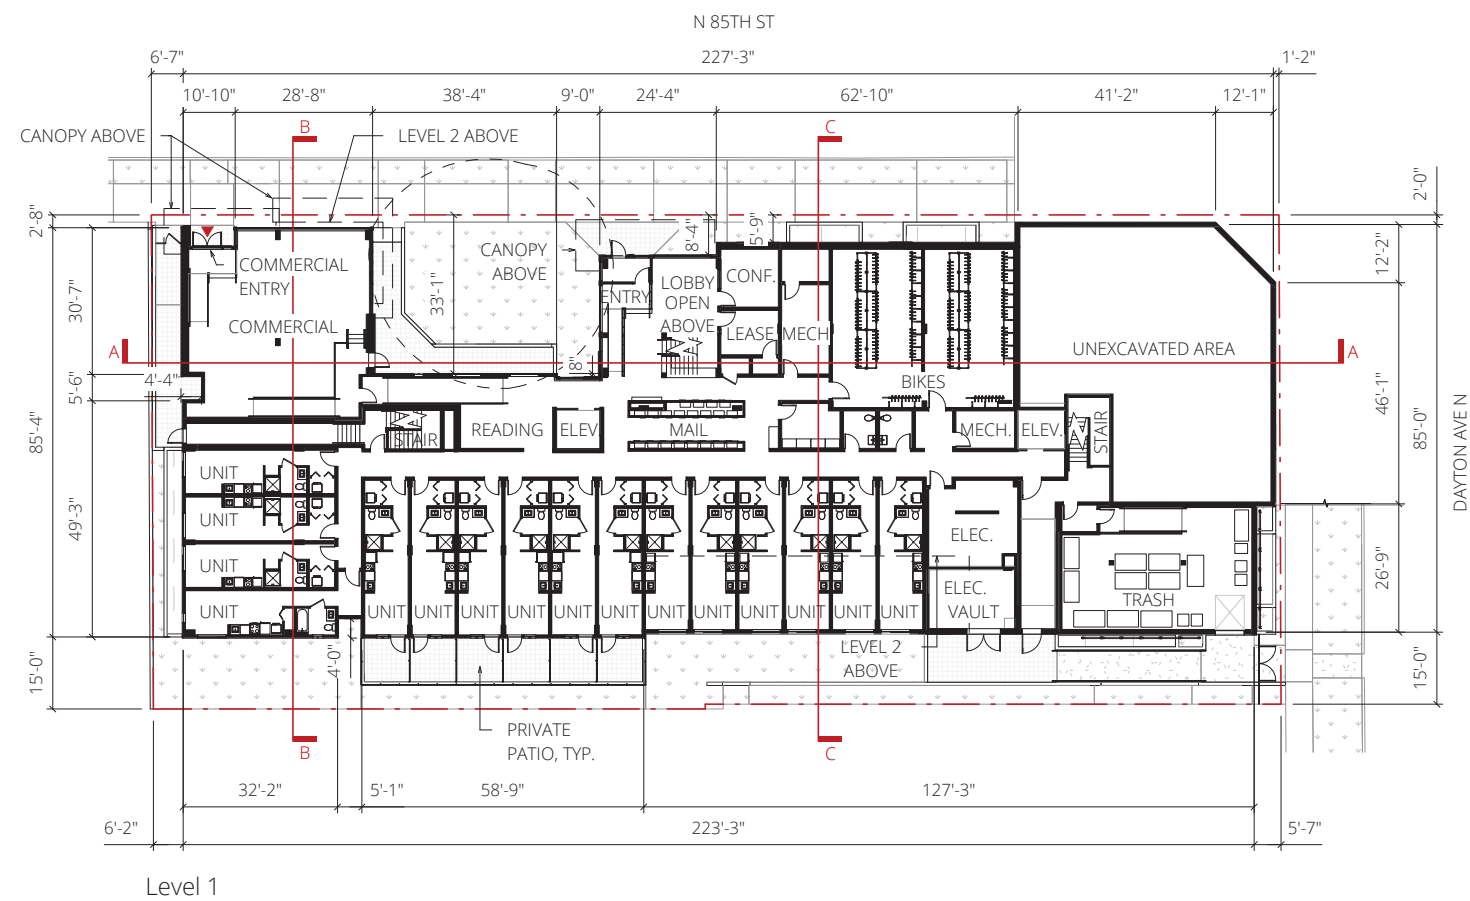 N 85TH ST
6'-7"
227'-3"
1'-2"
10'-10"
28'-8"
38'-4"
9'-0"
24'-4"
62'-10"
41'-2"
12'-1"
B
C
CANOPY ABOVE
LEVEL 2 ABOVE
2'-8"
2'-0"
8'-4"
5'-9"
COMMERCIAL
ENTRY
CANOPY
ABOVE
CONF.
LOBBY
OPEN
ABOVE
ENTRY
12'-2"
30'-7"
33'-1"
COMMERCIAL
LEASE
MECH
A
UNEXCAVATED AREA
A
8"
4'-4"
5'-6"
BIKES
46'-1"
85'-4"
85'-0"
DAYTON AVE N
STAIR
READING
ELEV.
MAIL
MECH.
ELEV.
STAIR
UNIT
UNIT
UNIT
UNIT
49'-3"
ELEC.
ELEC.
VAULT
TRASH
26'-9"
UNIT
UNIT
UNIT
UNIT
UNIT
UNIT
UNIT
UNIT
UNIT
UNIT
UNIT
UNIT
15'-0"
4'-0"
LEVEL 2
ABOVE
15'-0"
PRIVATE
PATIO, TYP.
B
C
32'-2"
5'-1"
58'-9"
127'-3"
6'-2"
223'-3"
5'-7"
Level 1